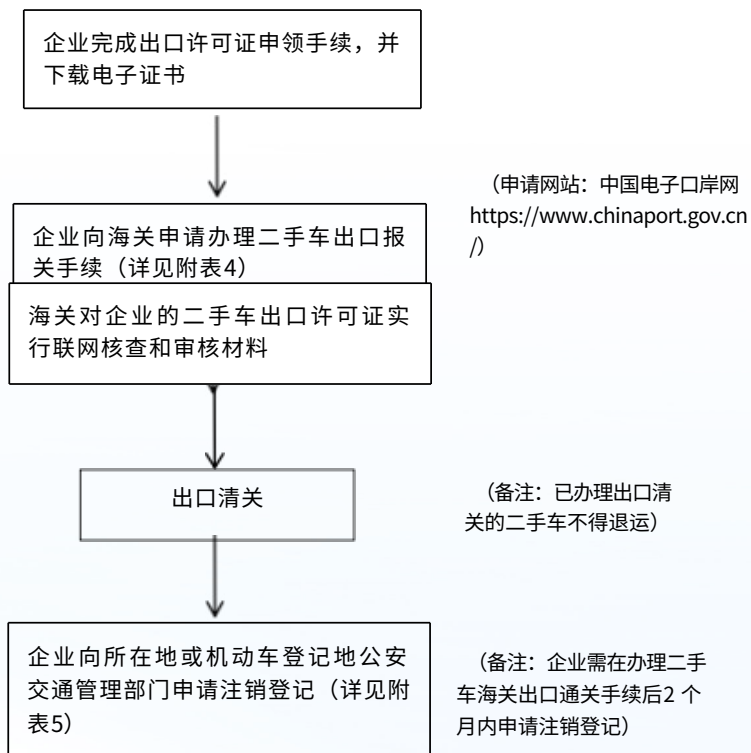 企业完成出口许可证申领手续，并
下载电子证书
（申请网站：中国电子口岸网
https://www.chinaport.gov.cn
/）
企业向海关申请办理二手车出口报
关手续（详见附表4）
海关对企业的二手车出口许可证实
行联网核查和审核材料
出口清关
（备注：已办理出口清
关的二手车不得退运）
企业向所在地或机动车登记地公安
交通管理部门申请注销登记（详见附
表5）
（备注：企业需在办理二手
车海关出口通关手续后2 个
月内申请注销登记）